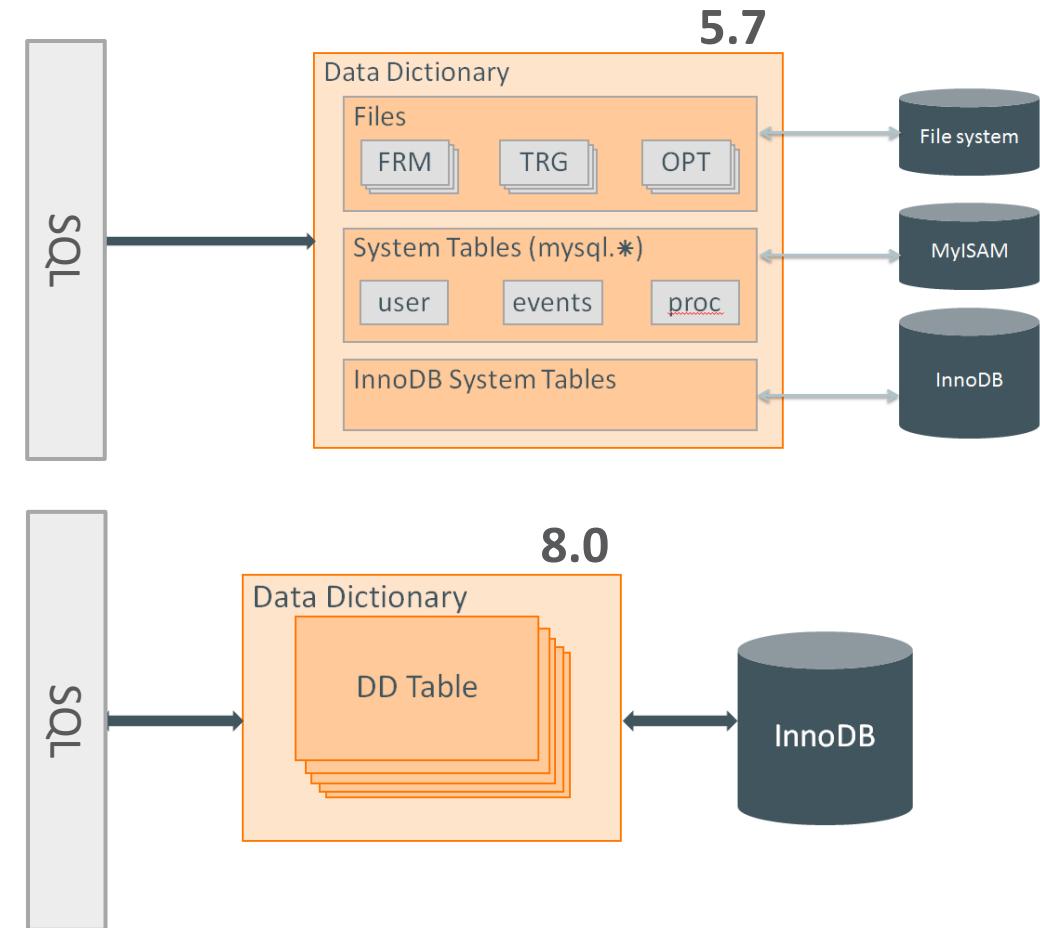 5.7
SQL
Data Dictionary
Files
FRM
TRG
OPT
File system
System Tables (mysql.*)
user
events
proc
MyISAM
InnoDB System Tables
InnoDB
8.0
SQL
Data Dictionary
DD Table
InnoDB